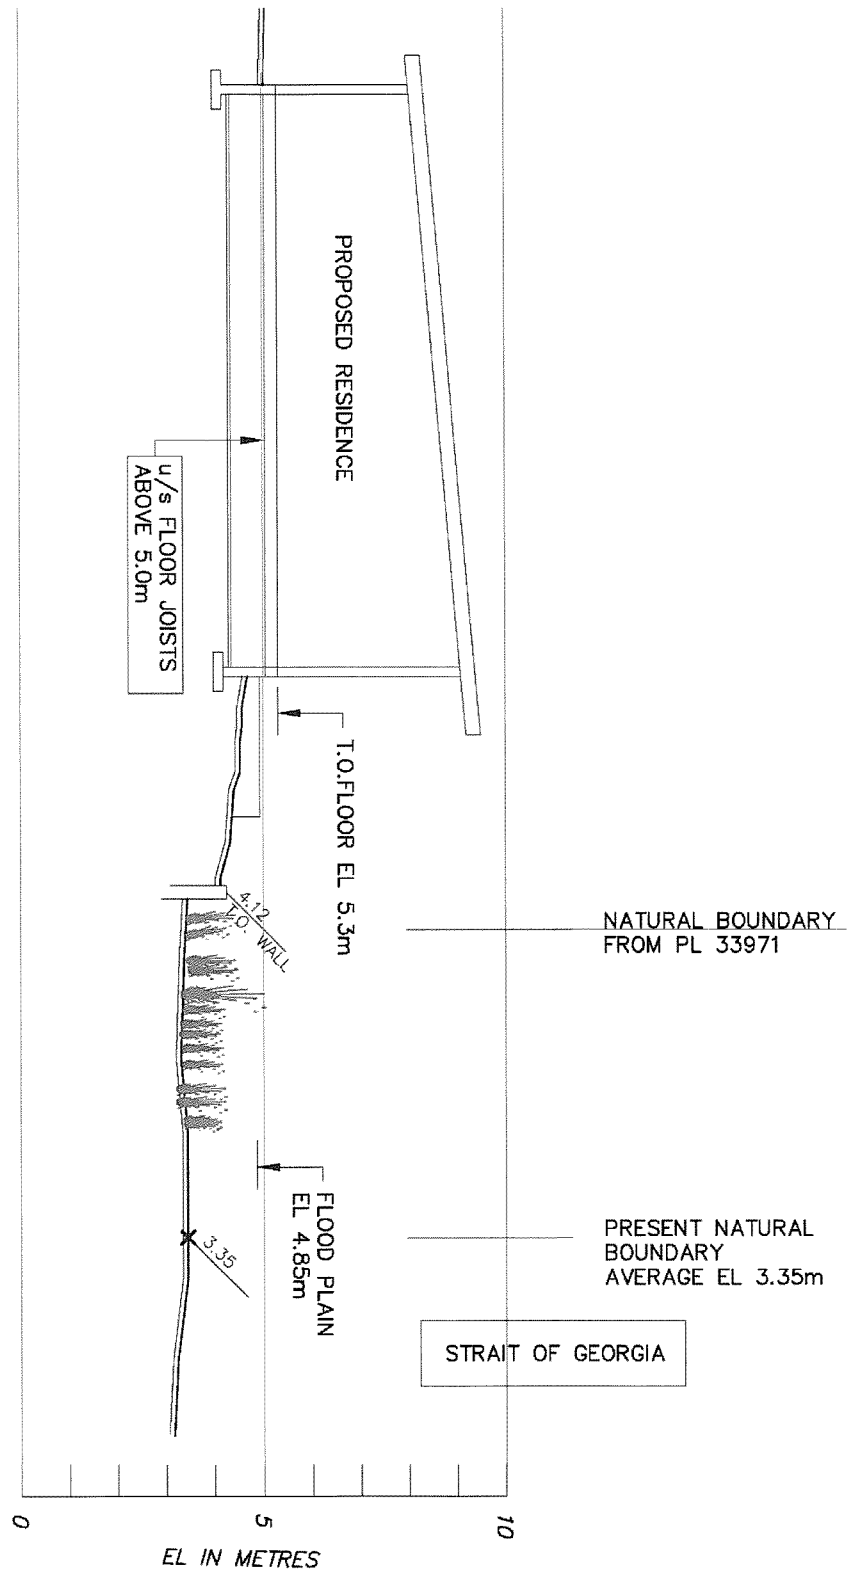 PROPOSED RESIDENCE
u/s FLOOR JOISTS
ABOVE 5.0m
T.O.FLOOR EL 5.3m
4.12
T.O. WALL
NATURAL BOUNDARY
FROM PL 33971
FLOOD PLAIN
EL 4.85m
3.35
PRESENT NATURAL
BOUNDARY
AVERAGE EL 3.35m
STRAIT OF GEORGIA
0
5
10
EL IN METRES